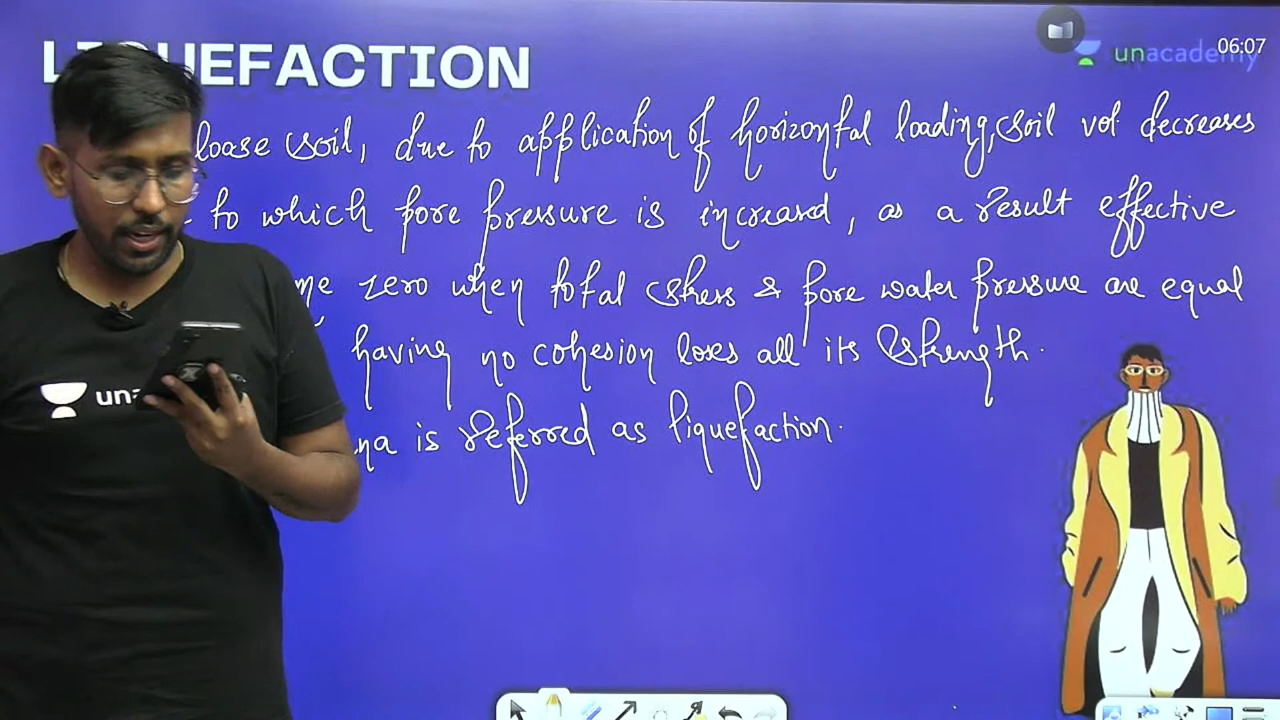 LIQUEFACTION
unacademy
06:07
loose soil, due to application of horizontal loading, soil vol. decreases
to which pore pressure is increased, as a result effective
me zero when total stress & pore water pressure are equal
having no cohesion loses all its strength.
na is referred as liquefaction.
una